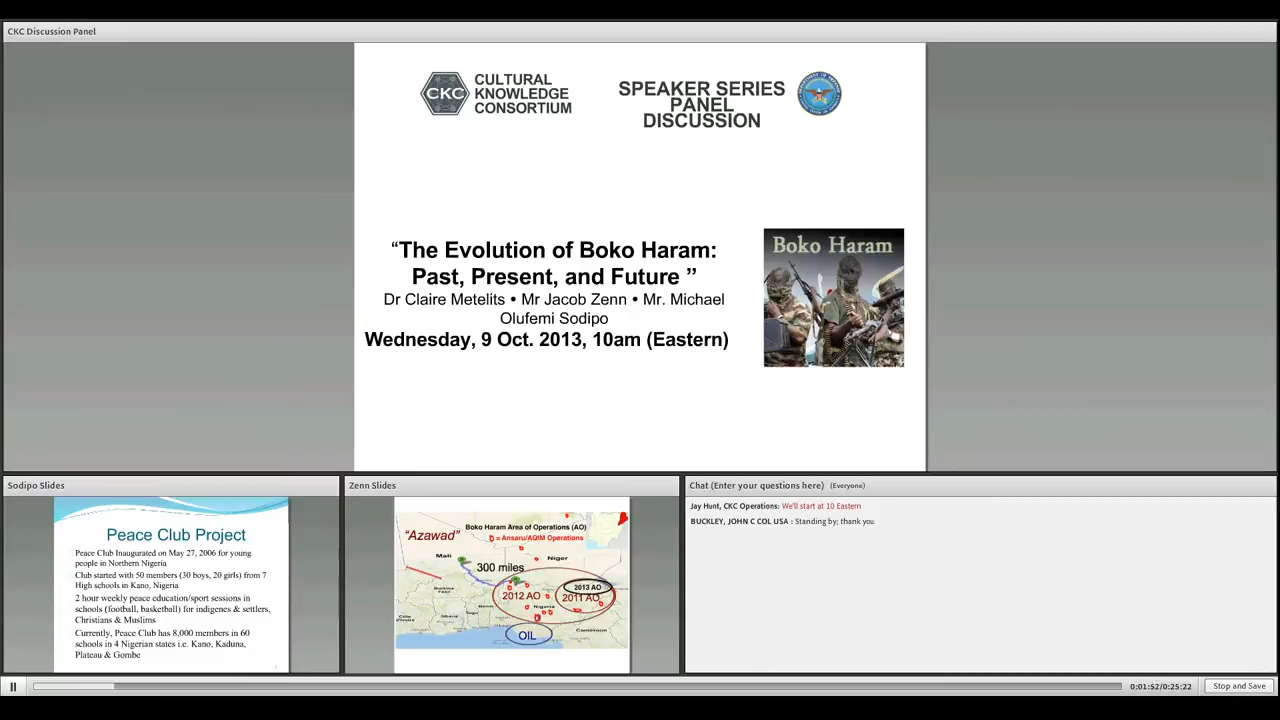 CKC Discussion Panel
CKC
CULTURAL
KNOWLEDGE
CONSORTIUM
SPEAKER SERIES
PANEL
DISCUSSION
“The Evolution of Boko Haram:
Past, Present, and Future ”
Dr Claire Metelits • Mr Jacob Zenn • Mr. Michael
Olufemi Sodipo
Wednesday, 9 Oct. 2013, 10am (Eastern)
Boko Haram
Sodipo Slides
Peace Club Project
Peace Club Inaugurated on May 27, 2006 for young
people in Northern Nigeria
Club started with 50 members (30 boys, 20 girls) from 7
High schools in Kano, Nigeria
2 hour weekly peace education/sport sessions in
schools (football, basketball) for indigenes & settlers,
Christians & Muslims
Currently, Peace Club has 8,000 members in 60
schools in 4 Nigerian states i.e. Kano, Kaduna,
Plateau & Gombe
Zenn Slides
Boko Haram Area of Operations (AO)
= Ansaru/AQIM Operations
"Azawad"
Mali
Niger
300 miles
2013 AO
2012 AO
2011 AO
Nigeria
Ghana
Cameroon
OIL
Chat (Enter your questions here) (Everyone)
Jay Hunt, CKC Operations: We'll start at 10 Eastern
BUCKLEY, JOHN C COL USA : Standing by; thank you.
0:01:52/0:25:22
Stop and Save